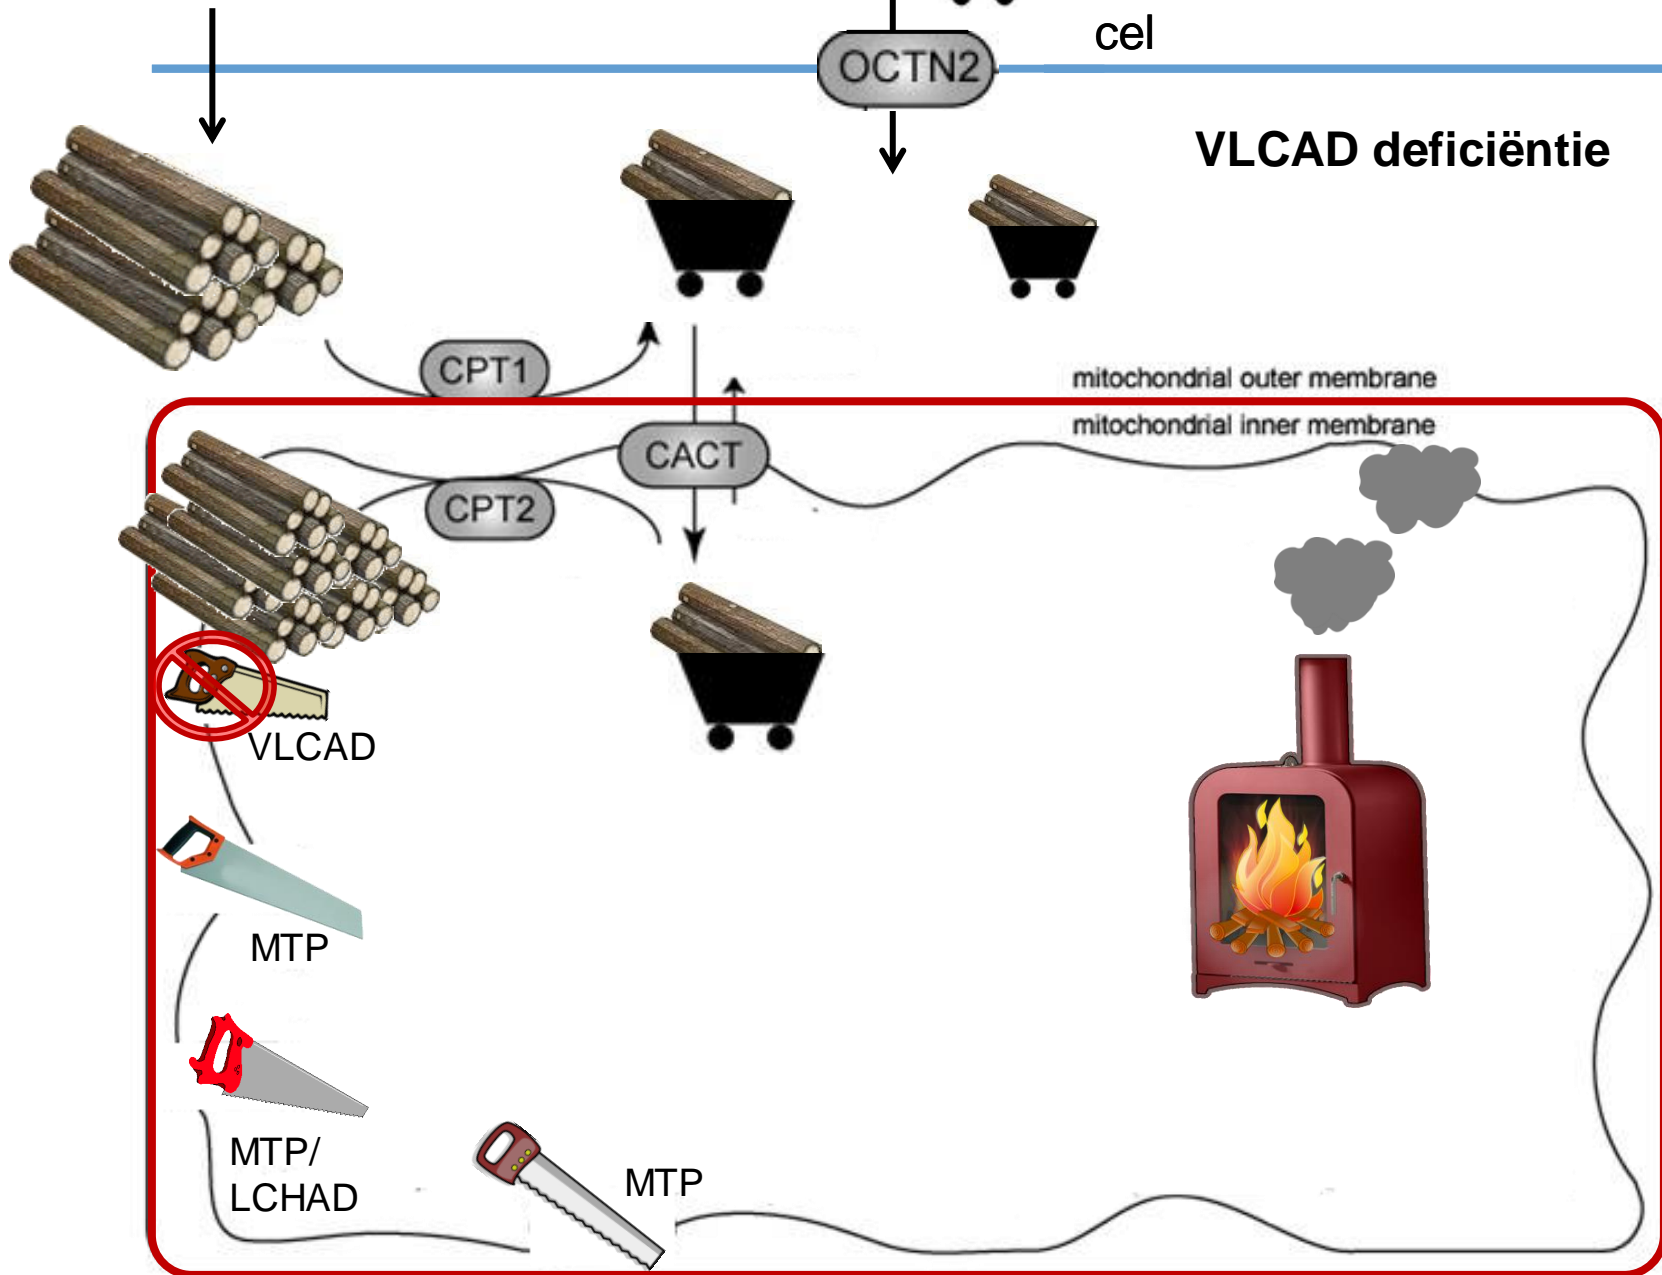 cel
OCTN2
VLCAD deficiëntie
CPT1
mitochondrial outer membrane
mitochondrial inner membrane
CACT
CPT2
VLCAD
MTP
MTP/
LCHAD
MTP